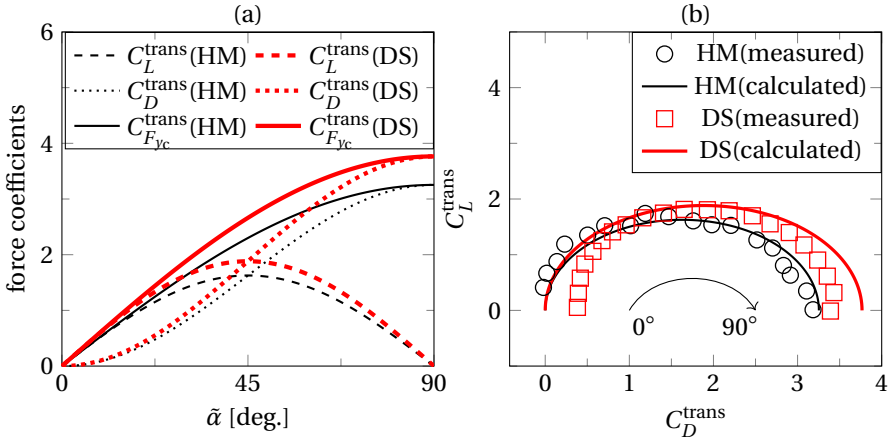 (a)
6
4
2
0
force coefficients
C_L^trans(HM) C_L^trans(DS)
C_D^trans(HM) C_D^trans(DS)
C_{F_{yc}}^trans(HM) C_{F_{yc}}^trans(DS)
0 45 90
α̃ [deg.]
(b)
4
2
0
C_L^trans
HM(measured)
HM(calculated)
DS(measured)
DS(calculated)
0° 90°
0 1 2 3 4
C_D^trans